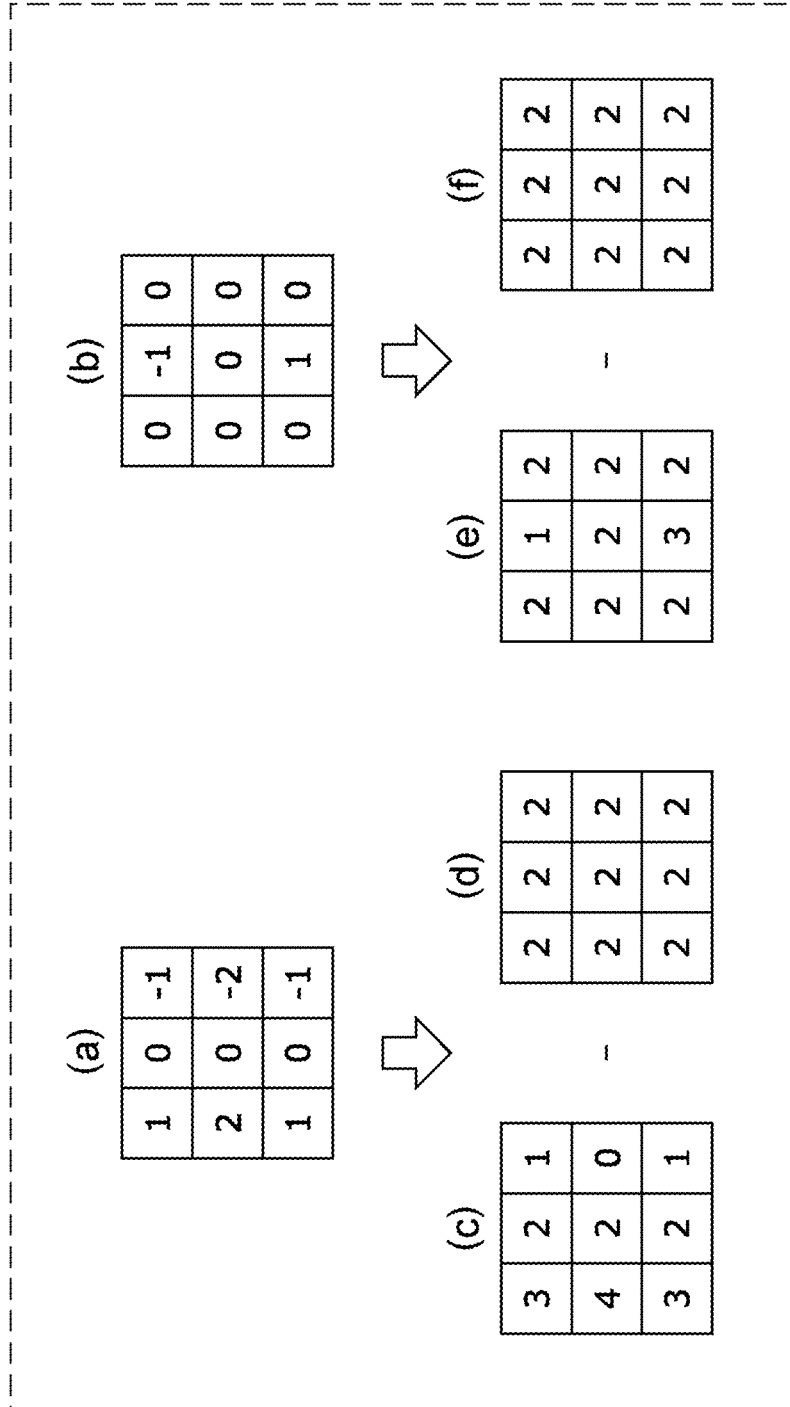 (a) (b)
1 0 -1 0 -1 0
2 0 -2 0 0 0
1 0 -1 0 1 0
(c) (d) (e) (f)
3 2 1 2 2 2 2 1 2 2 2 2
4 2 0 - 2 2 2 2 2 2 - 2 2 2
3 2 1 2 2 2 2 3 2 2 2 2